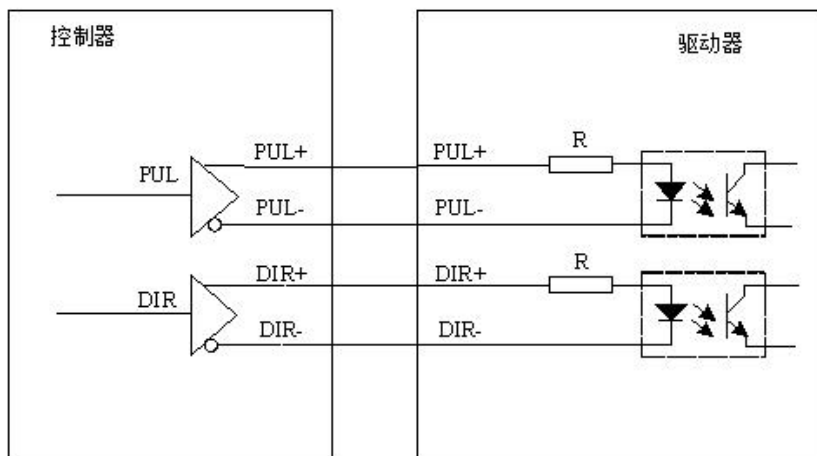 控制器
驱动器
PUL
PUL+
PUL+
R
PUL-
PUL-
DIR
DIR+
DIR+
R
DIR-
DIR-